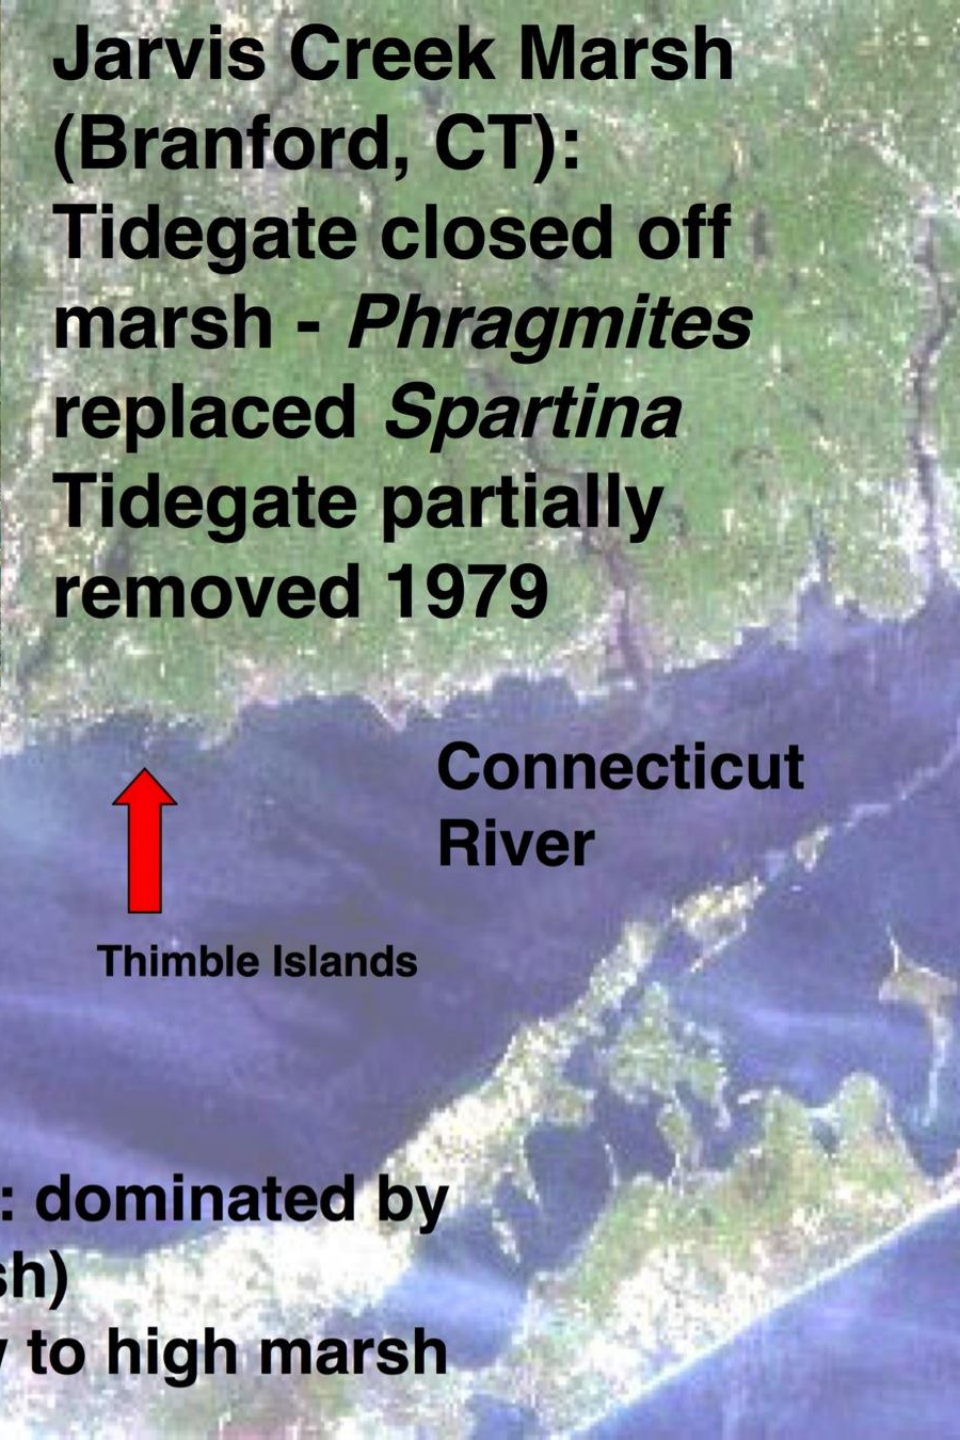 Jarvis Creek Marsh
(Branford, CT):
Tidegate closed off
marsh - Phragmites
replaced Spartina
Tidegate partially
removed 1979
Connecticut
River
Thimble Islands
: dominated by
sh)
to high marsh